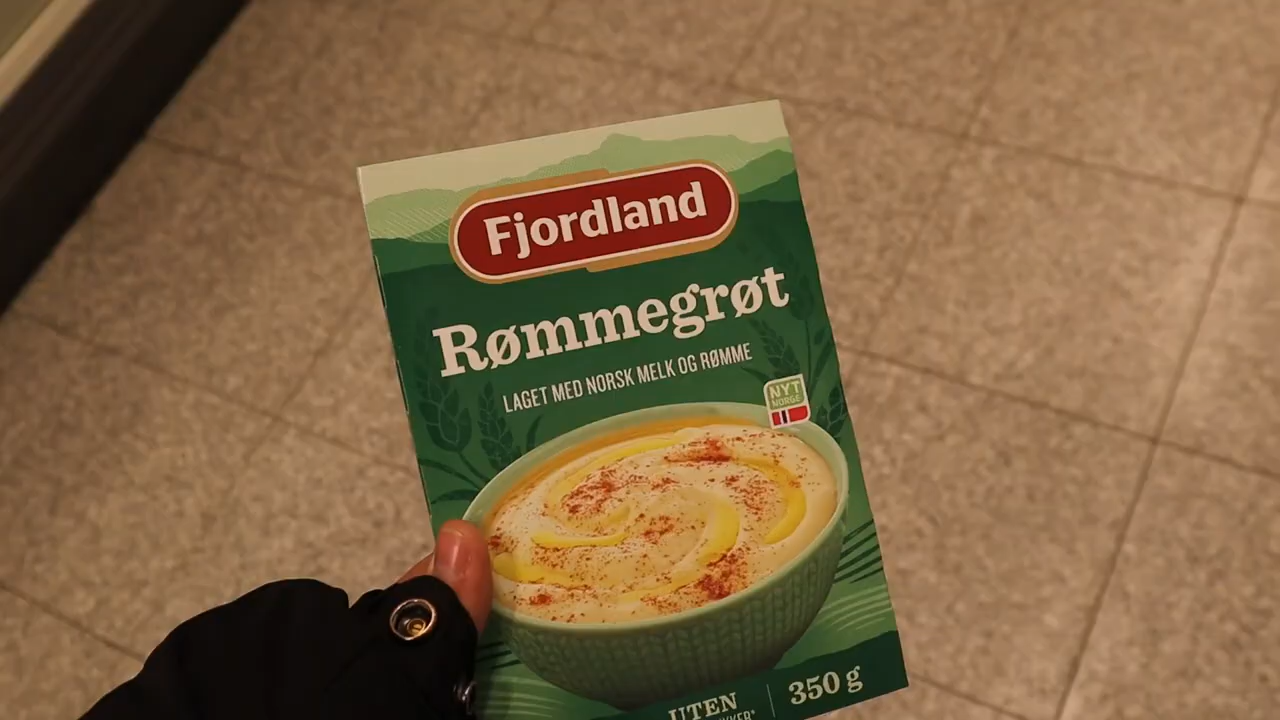 Fjordland
Rømmegrøt
LAGET MED NORSK MELK OG RØMME
NYT
NORGE
UTEN
350 g